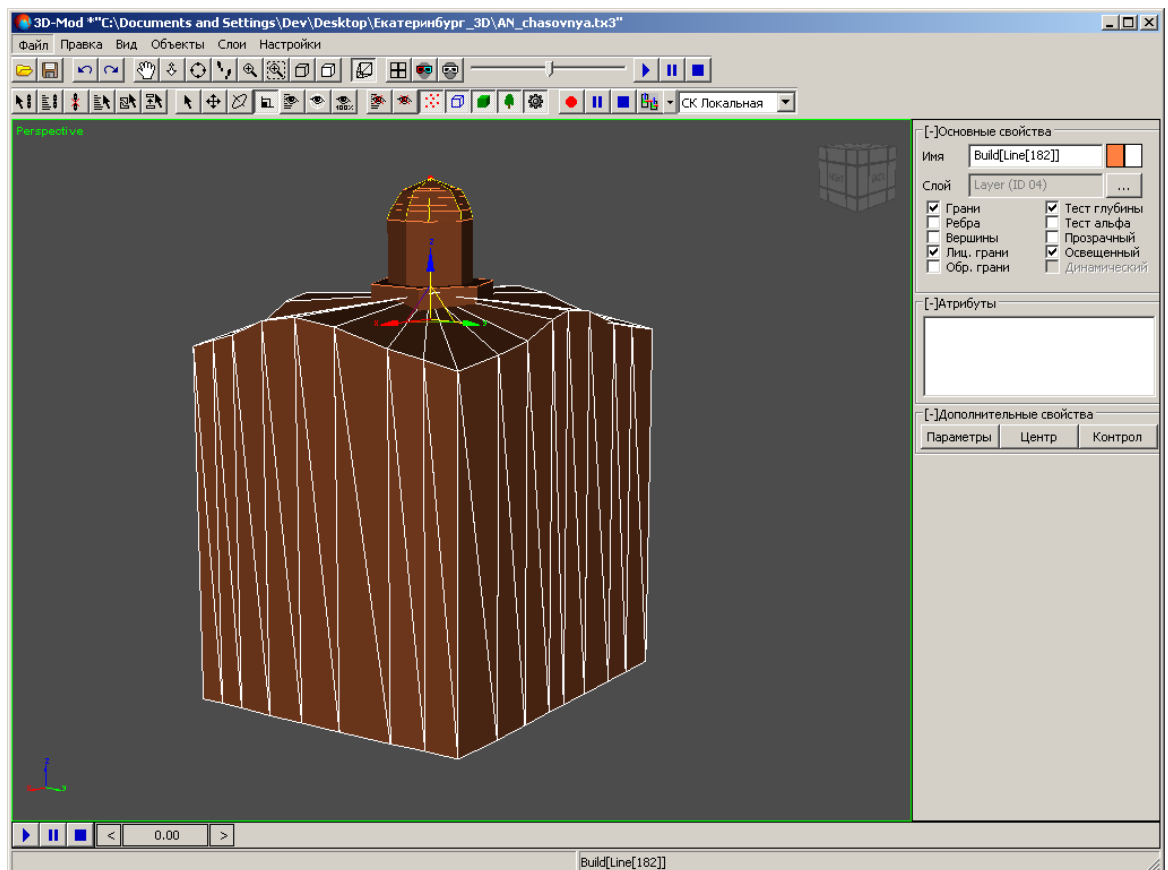 3D-Mod *"C:\Documents and Settings\Dev\Desktop\Екатеринбург_3D\AN_chasovnya.tx3"
Файл Правка Вид Объекты Слои Настройки
100%
СК Локальная
Perspective
[-]Основные свойства
Имя Build[Line[182]]
Слой Layer (ID 04) ...
Грани Тест глубины
Ребра Тест альфа
Вершины Прозрачный
Лиц. грани Освещенный
Обр. грани Динамический
[-]Атрибуты
[-]Дополнительные свойства
Параметры Центр Контрол
z
x y
z
< 0.00 >
Build[Line[182]]